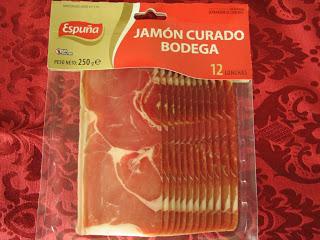 Espuña
JAMÓN CURADO
BODEGA
PESO NETO: 250 g e
12 LONCHAS